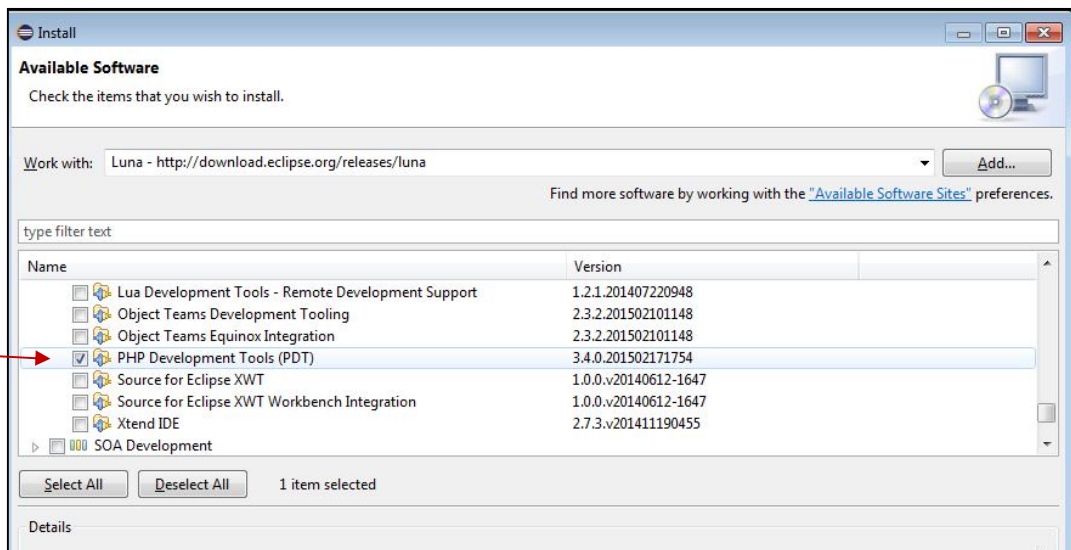 Install
Available Software
Check the items that you wish to install.
Work with: Luna - http://download.eclipse.org/releases/luna Add...
Find more software by working with the "Available Software Sites" preferences.
type filter text
Name Version
Lua Development Tools - Remote Development Support 1.2.1.201407220948
Object Teams Development Tooling 2.3.2.201502101148
Object Teams Equinox Integration 2.3.2.201502101148
PHP Development Tools (PDT) 3.4.0.201502171754
Source for Eclipse XWT 1.0.0.v20140612-1647
Source for Eclipse XWT Workbench Integration 1.0.0.v20140612-1647
Xtend IDE 2.7.3.v201411190455
SOA Development
Select All Deselect All 1 item selected
Details